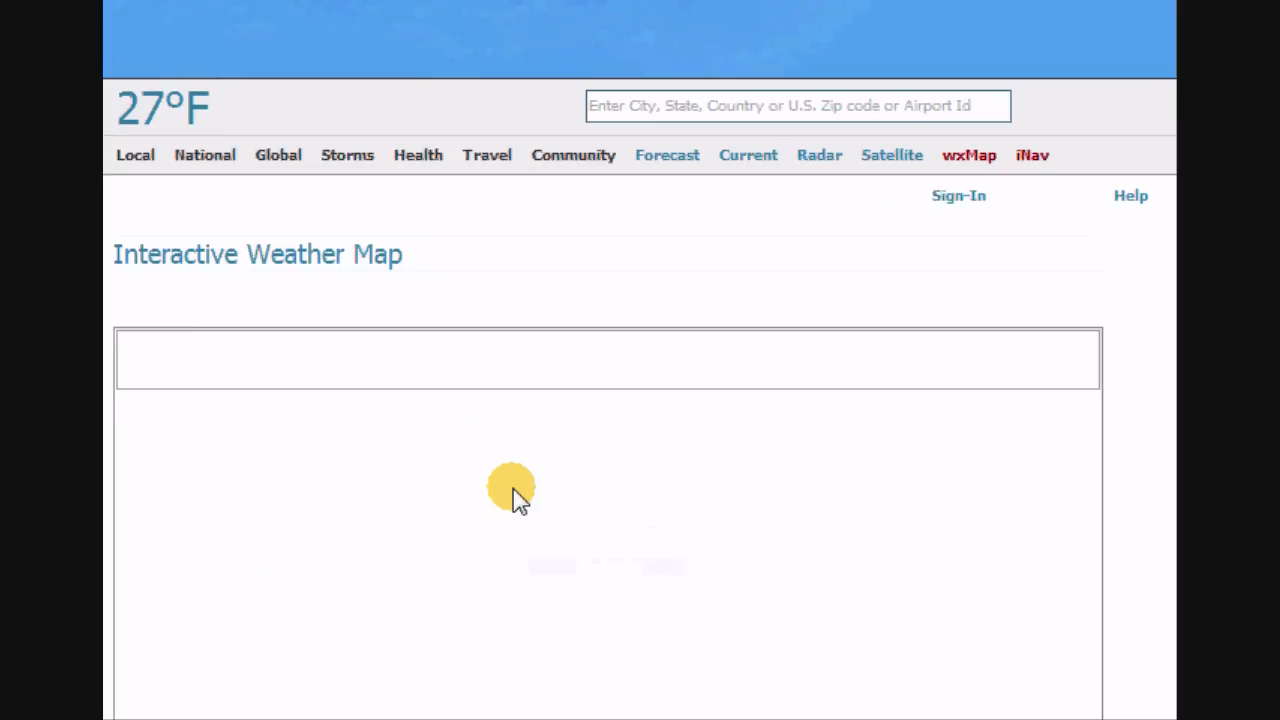 27°F
Enter City, State, Country or U.S. Zip code or Airport Id
Local National Global Storms Health Travel Community Forecast Current Radar Satellite wxMap iNav
Sign-In Help
Interactive Weather Map